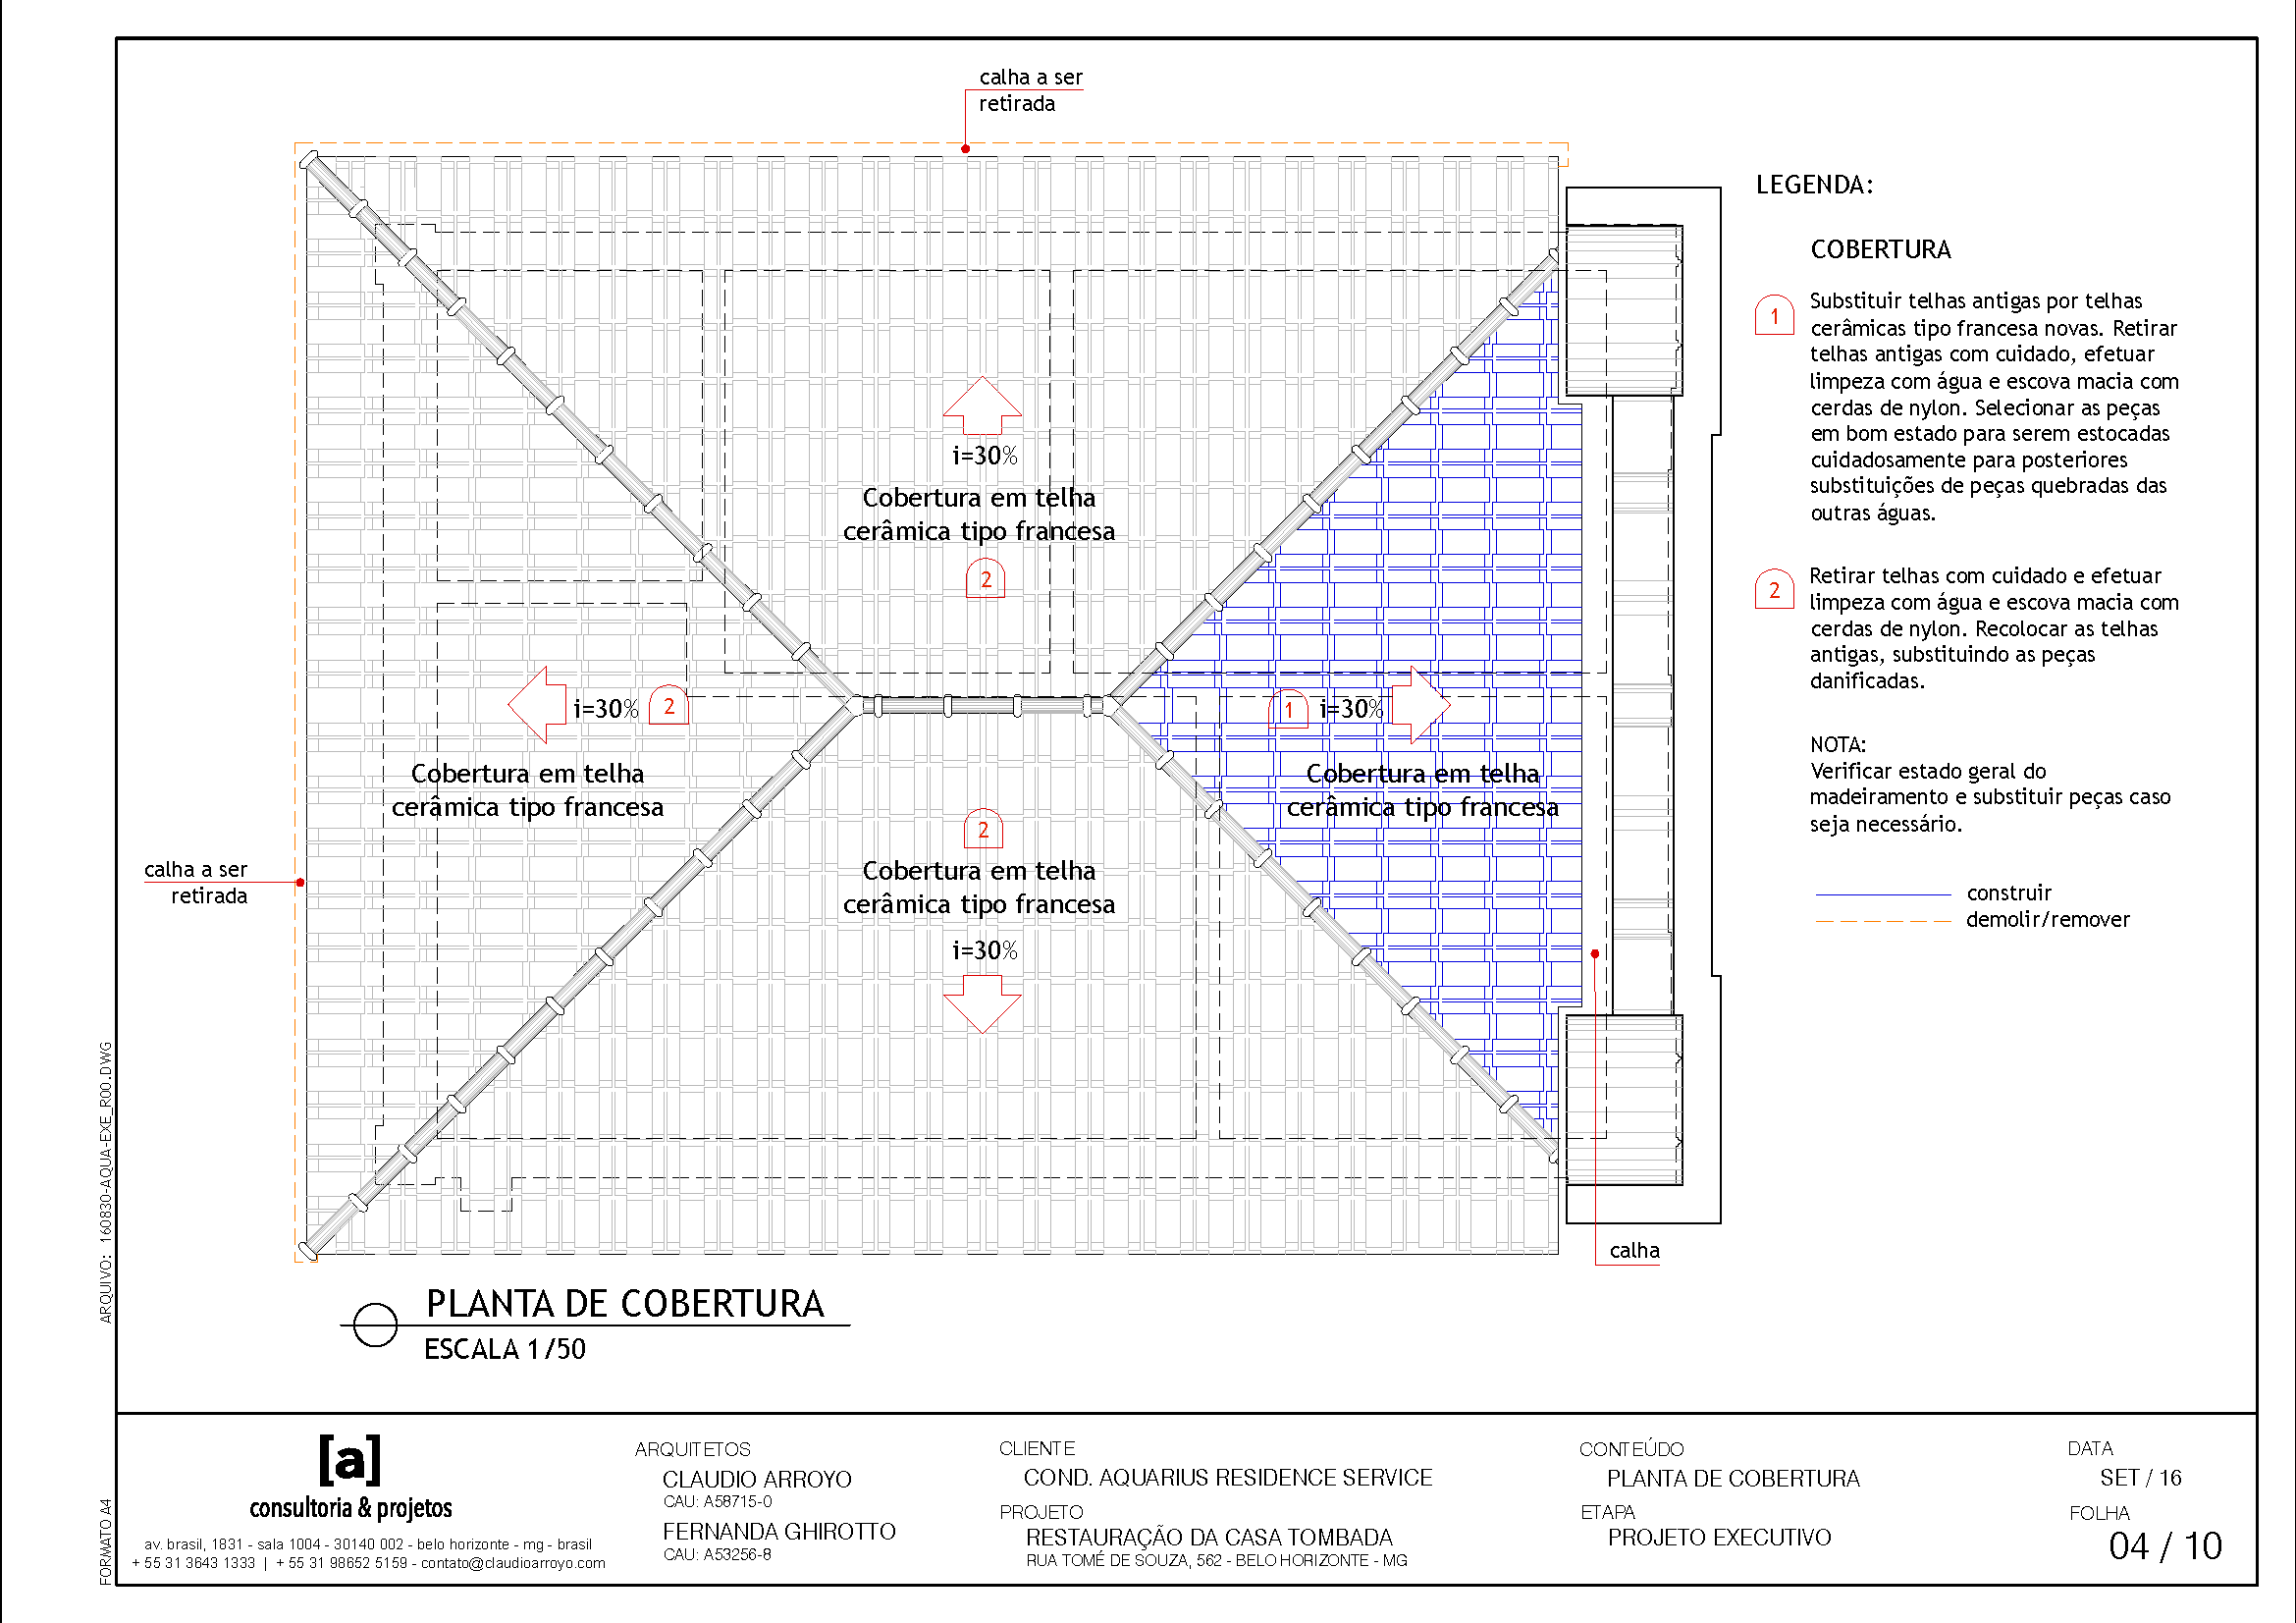 calha a ser
retirada
LEGENDA:
COBERTURA
1
Substituir telhas antigas por telhas
cerâmicas tipo francesa novas. Retirar
telhas antigas com cuidado, efetuar
limpeza com água e escova macia com
cerdas de nylon. Selecionar as peças
em bom estado para serem estocadas
cuidadosamente para posteriores
substituições de peças quebradas das
outras águas.
2
Retirar telhas com cuidado e efetuar
limpeza com água e escova macia com
cerdas de nylon. Recolocar as telhas
antigas, substituindo as peças
danificadas.
NOTA:
Verificar estado geral do
madeiramento e substituir peças caso
seja necessário.
construir
demolir/remover
i=30%
Cobertura em telha
cerâmica tipo francesa
2
i=30% 2
Cobertura em telha
cerâmica tipo francesa
1 i=30%
Cobertura em telha
cerâmica tipo francesa
2
Cobertura em telha
cerâmica tipo francesa
i=30%
calha a ser
retirada
calha
PLANTA DE COBERTURA
ESCALA 1/50
ARQUIVO: 160830-AQUA-EXE_R00.DWG
FORMATO A4
[a]
consultoria & projetos
av. brasil, 1831 - sala 1004 - 30140 002 - belo horizonte - mg - brasil
+ 55 31 3643 1333 | + 55 31 98652 5159 - contato@claudioarroyo.com
ARQUITETOS
CLAUDIO ARROYO
CAU: A58715-0
FERNANDA GHIROTTO
CAU: A53256-8
CLIENTE
COND. AQUARIUS RESIDENCE SERVICE
PROJETO
RESTAURAÇÃO DA CASA TOMBADA
RUA TOMÉ DE SOUZA, 562 - BELO HORIZONTE - MG
CONTEÚDO
PLANTA DE COBERTURA
ETAPA
PROJETO EXECUTIVO
DATA
SET / 16
FOLHA
04 / 10